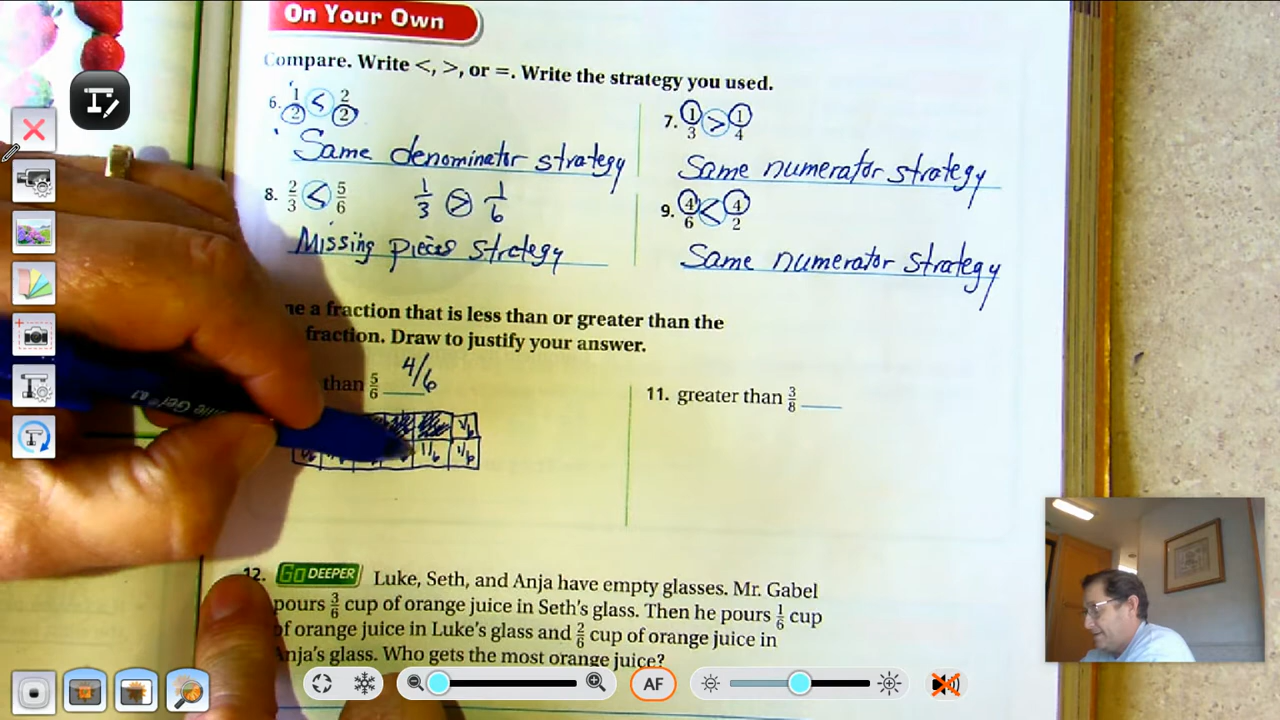 On Your Own
Compare. Write <, >, or =. Write the strategy you used.
6. 1/2 < 2/2
Same denominator strategy
7. 1/3 > 1/4
Same numerator strategy
8. 2/3 < 5/6 1/3 > 1/6
Missing pieces strctegy
9. 4/6 < 4/2
Same numerator strategy
a fraction that is less than or greater than the
fraction. Draw to justify your answer.
than 5/6 4/6
1/6
1/6 1/6
11. greater than 3/8
12. Go DEEPER Luke, Seth, and Anja have empty glasses. Mr. Gabel
pours 3/6 cup of orange juice in Seth's glass. Then he pours 1/6 cup
of orange juice in Luke's glass and 2/6 cup of orange juice in
Anja's glass. Who gets the most orange juice?
AF